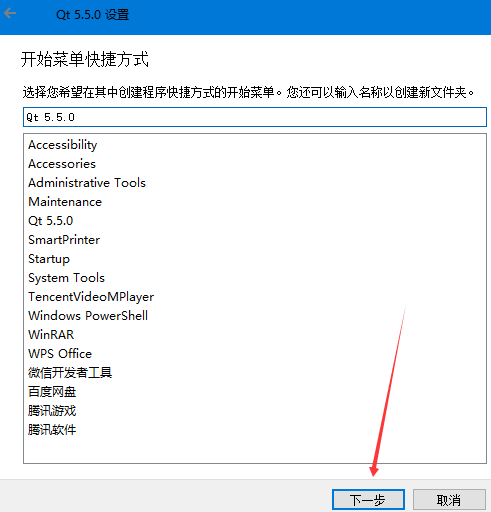 Qt 5.5.0 设置
开始菜单快捷方式
选择您希望在其中创建程序快捷方式的开始菜单。您还可以输入名称以创建新文件夹。
Qt 5.5.0
Accessibility
Accessories
Administrative Tools
Maintenance
Qt 5.5.0
SmartPrinter
Startup
System Tools
TencentVideoMPlayer
Windows PowerShell
WinRAR
WPS Office
微信开发者工具
百度网盘
腾讯游戏
腾讯软件
下一步 取消